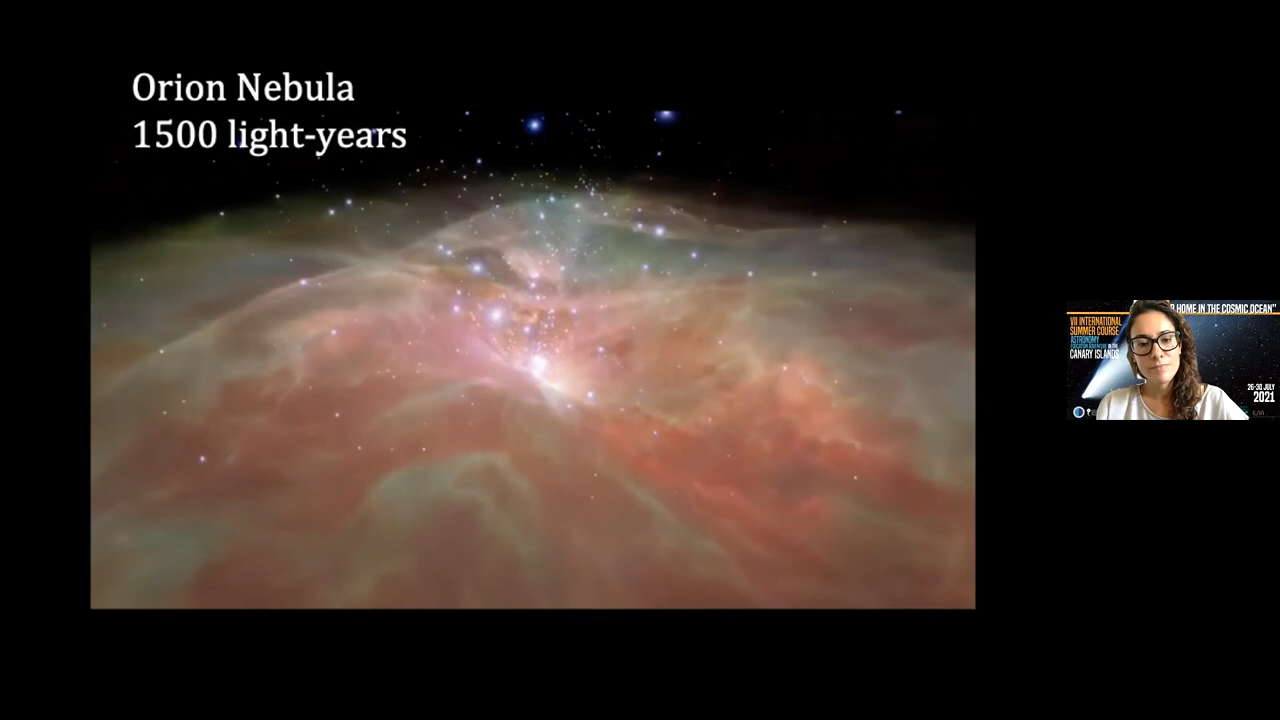 Orion Nebula
1500 light-years
HOME IN THE COSMIC OCEAN"
VII INTERNATIONAL
SUMMER COURSE
ASTRONOMY
CANARY ISLANDS
26-30 JULY
2021